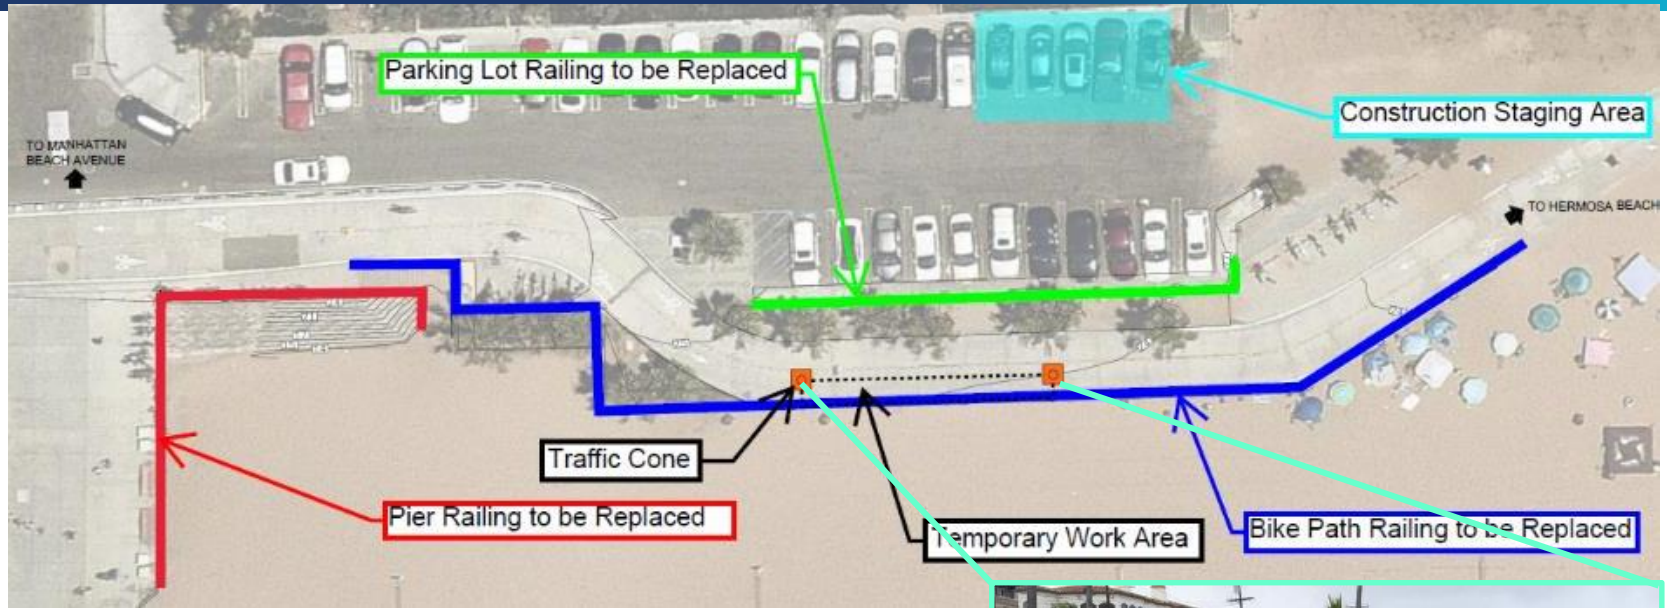 Parking Lot Railing to be Replaced
Construction Staging Area
TO MANHATTAN
BEACH AVENUE
TO HERMOSA BEACH
Traffic Cone
Pier Railing to be Replaced
Temporary Work Area
Bike Path Railing to be Replaced